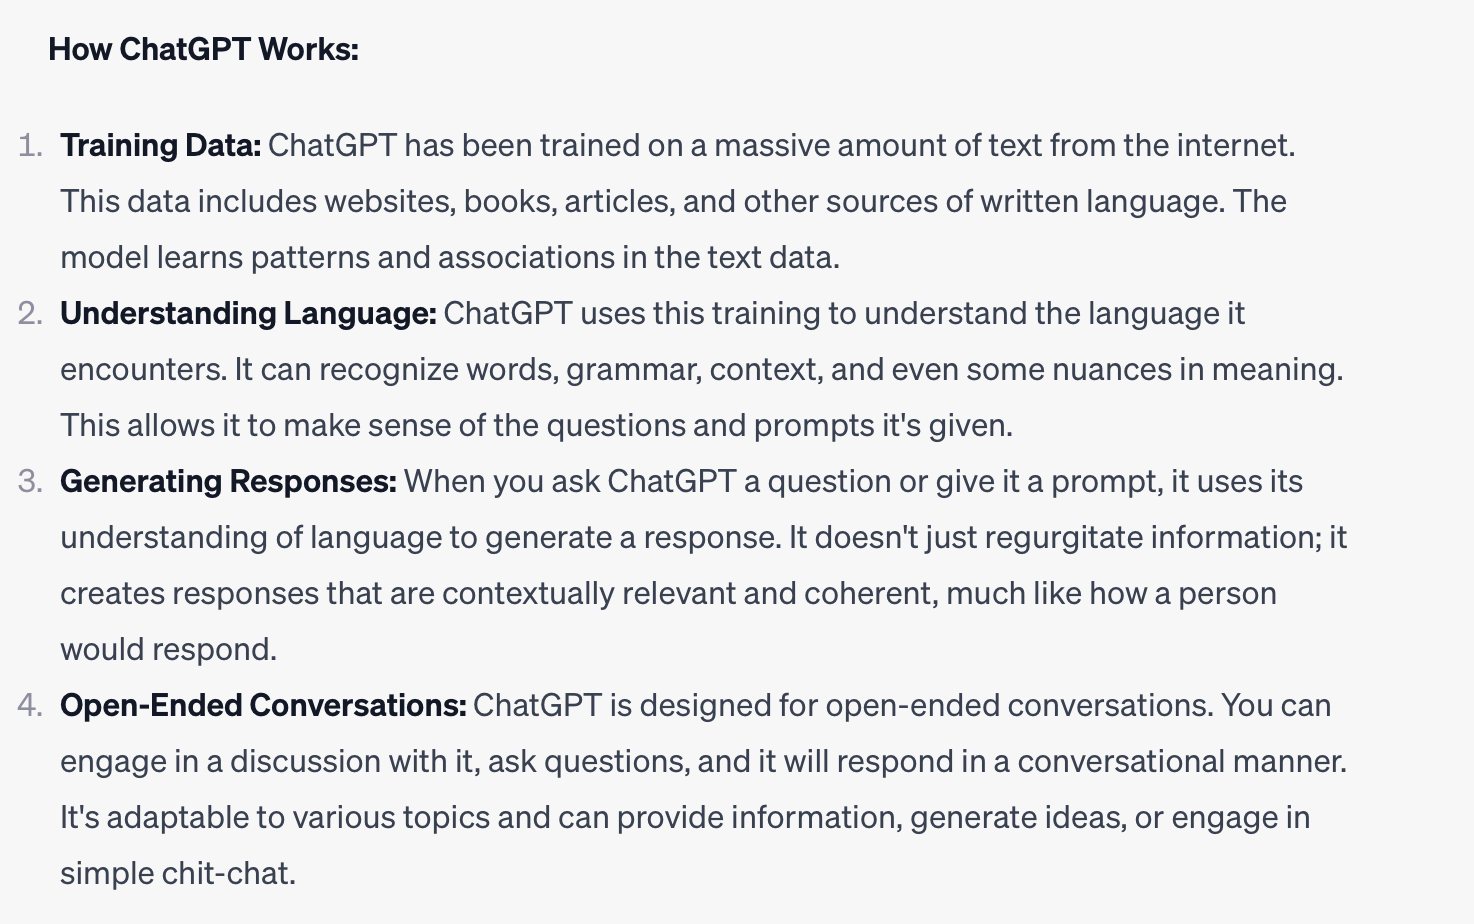 How ChatGPT Works:
1. Training Data: ChatGPT has been trained on a massive amount of text from the internet.
This data includes websites, books, articles, and other sources of written language. The
model learns patterns and associations in the text data.
2. Understanding Language: ChatGPT uses this training to understand the language it
encounters. It can recognize words, grammar, context, and even some nuances in meaning.
This allows it to make sense of the questions and prompts it's given.
3. Generating Responses: When you ask ChatGPT a question or give it a prompt, it uses its
understanding of language to generate a response. It doesn't just regurgitate information; it
creates responses that are contextually relevant and coherent, much like how a person
would respond.
4. Open-Ended Conversations: ChatGPT is designed for open-ended conversations. You can
engage in a discussion with it, ask questions, and it will respond in a conversational manner.
It's adaptable to various topics and can provide information, generate ideas, or engage in
simple chit-chat.